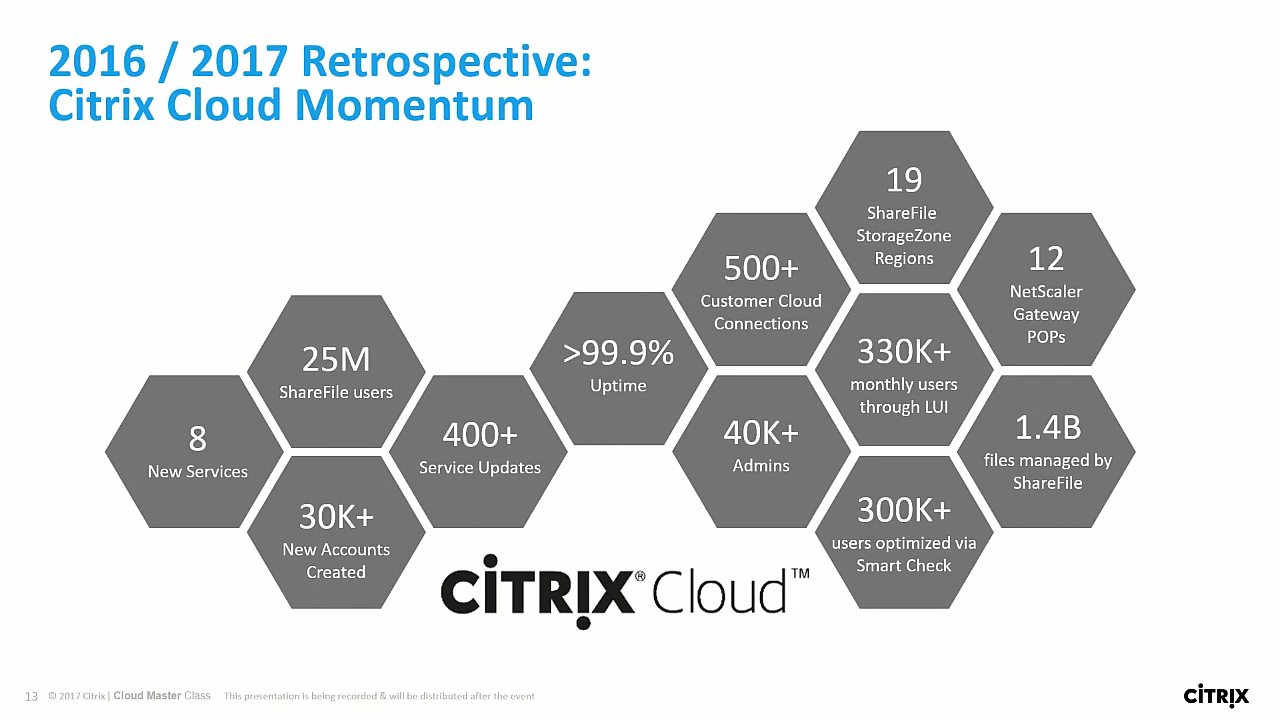 2016 / 2017 Retrospective:
Citrix Cloud Momentum
8
New Services
25M
ShareFile users
30K+
New Accounts
Created
400+
Service Updates
>99.9%
Uptime
500+
Customer Cloud
Connections
40K+
Admins
19
ShareFile
StorageZone
Regions
330K+
monthly users
through LUI
300K+
users optimized via
Smart Check
12
NetScaler
Gateway
POPs
1.4B
files managed by
ShareFile
CiTRIX® Cloud™
13 © 2017 Citrix | Cloud Master Class This presentation is being recorded & will be distributed after the event
CiTRIX